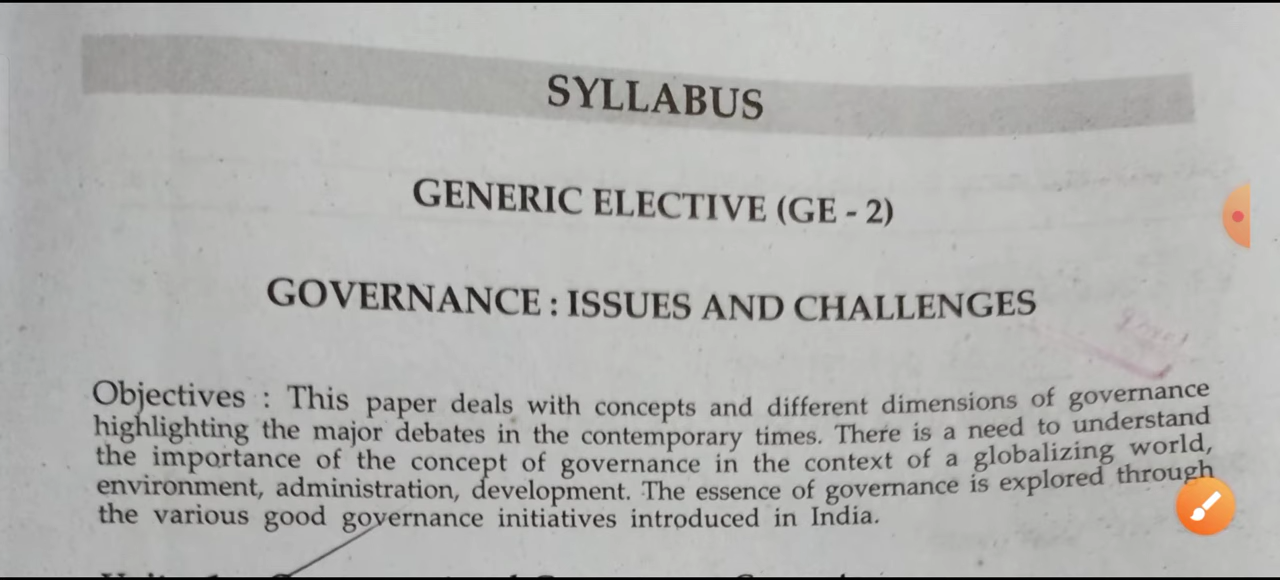 SYLLABUS
GENERIC ELECTIVE (GE - 2)
GOVERNANCE : ISSUES AND CHALLENGES
Objectives : This paper deals with concepts and different dimensions of governance
highlighting the major debates in the contemporary times. There is a need to understand
the importance of the concept of governance in the context of a globalizing world,
environment, administration, development. The essence of governance is explored through
the various good governance initiatives introduced in India.